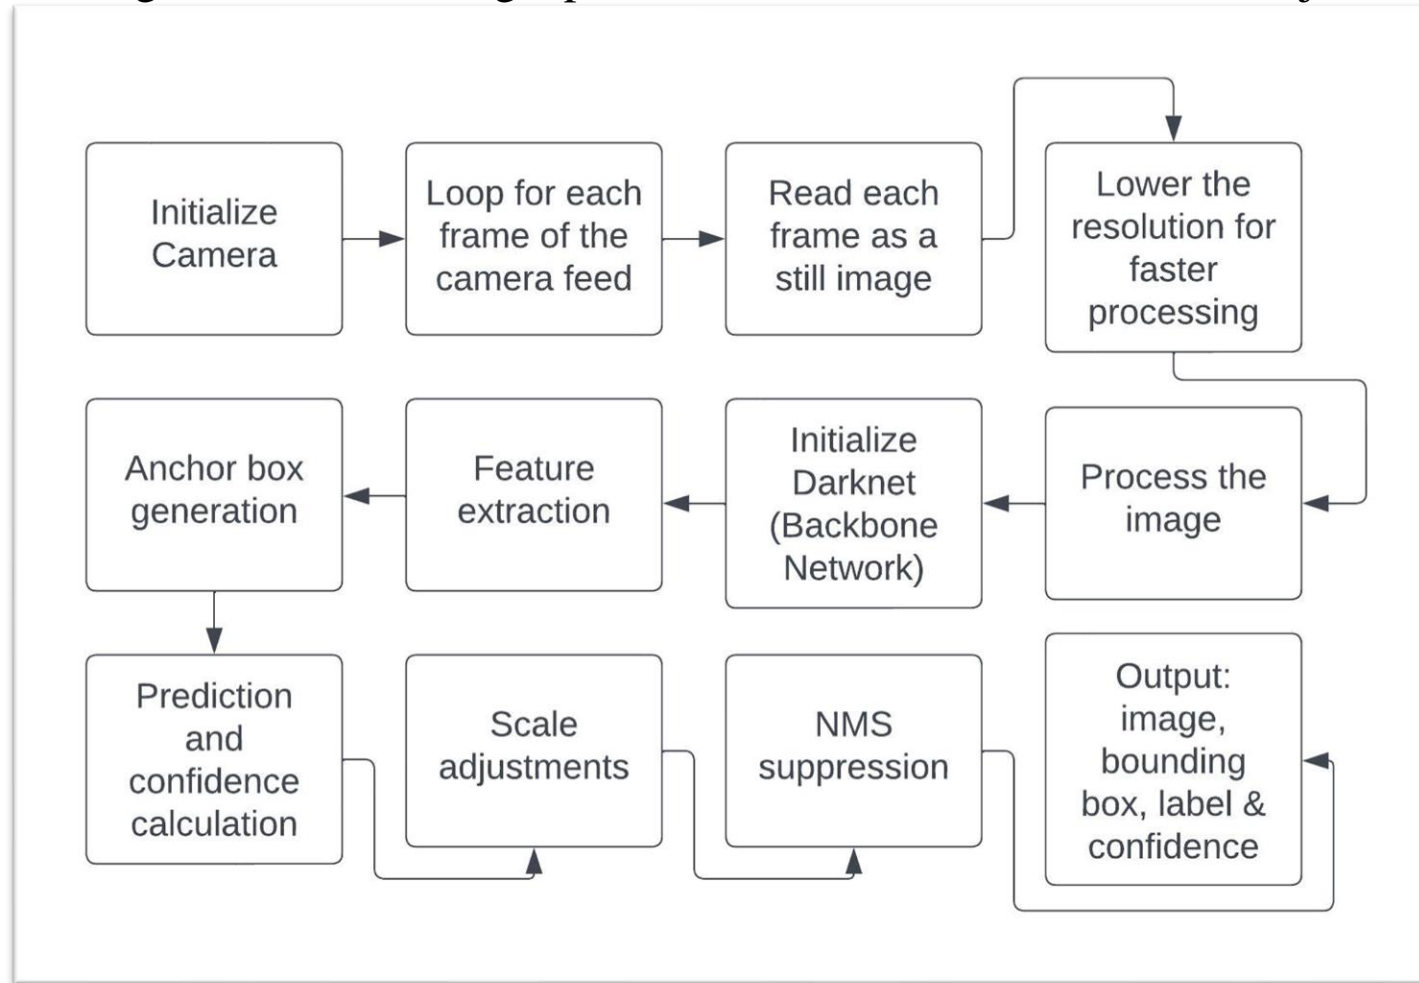 Initialize
Camera
Loop for each
frame of the
camera feed
Read each
frame as a
still image
Lower the
resolution for
faster
processing
Process the
image
Initialize
Darknet
(Backbone
Network)
Feature
extraction
Anchor box
generation
Prediction
and
confidence
calculation
Scale
adjustments
NMS
suppression
Output:
image,
bounding
box, label &
confidence